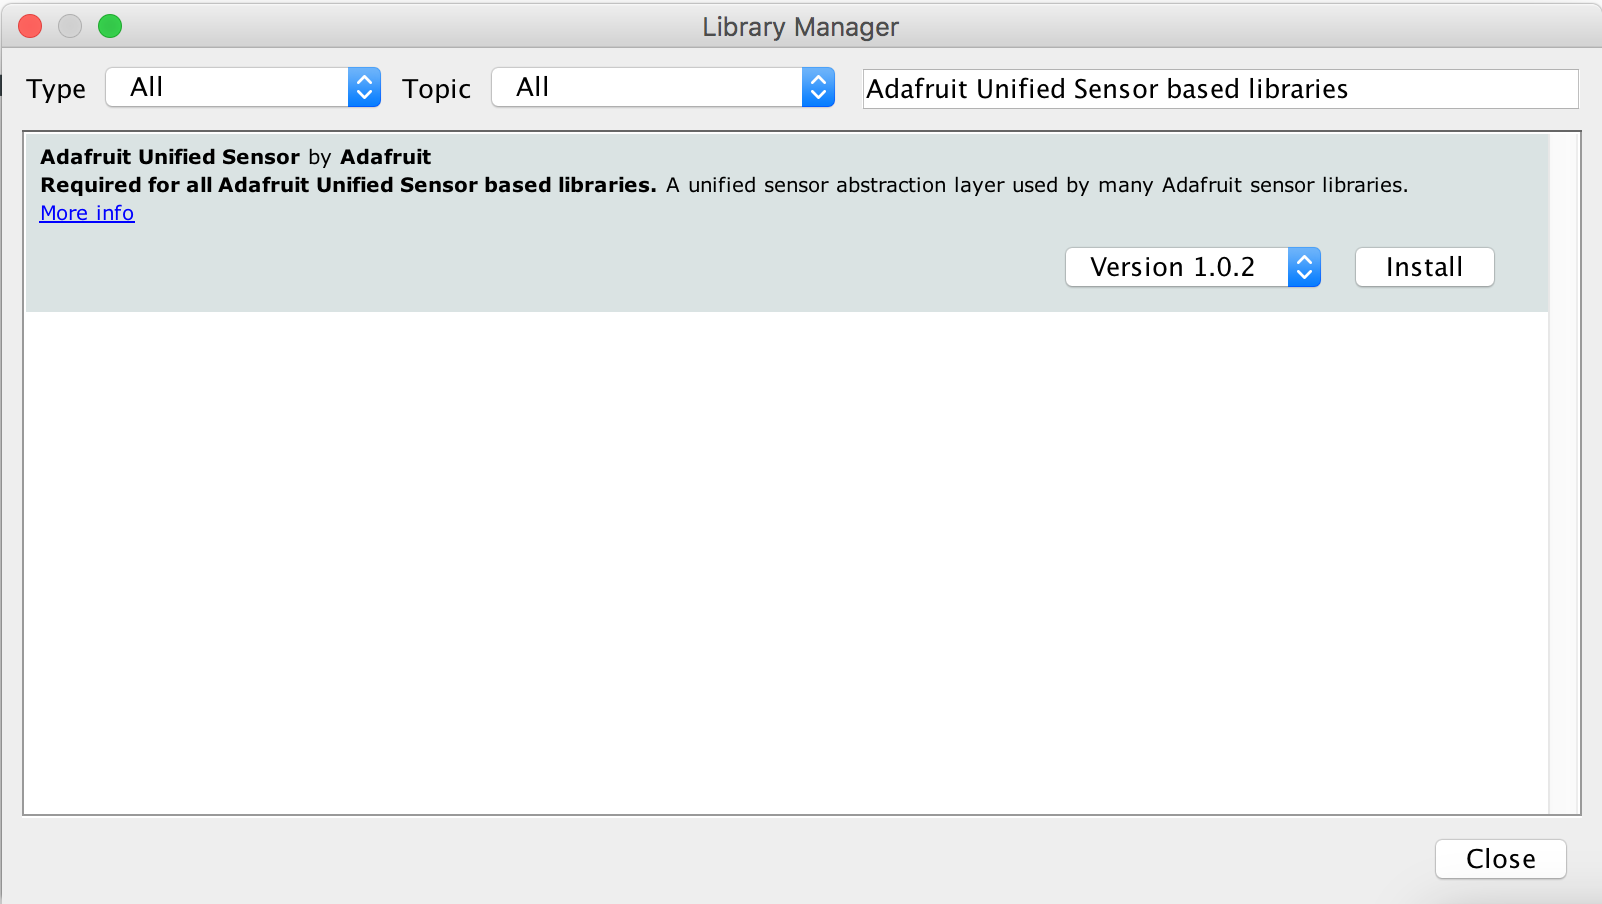 Library Manager
Type All Topic All Adafruit Unified Sensor based libraries
Adafruit Unified Sensor by Adafruit
Required for all Adafruit Unified Sensor based libraries. A unified sensor abstraction layer used by many Adafruit sensor libraries.
More info
Version 1.0.2 Install
Close